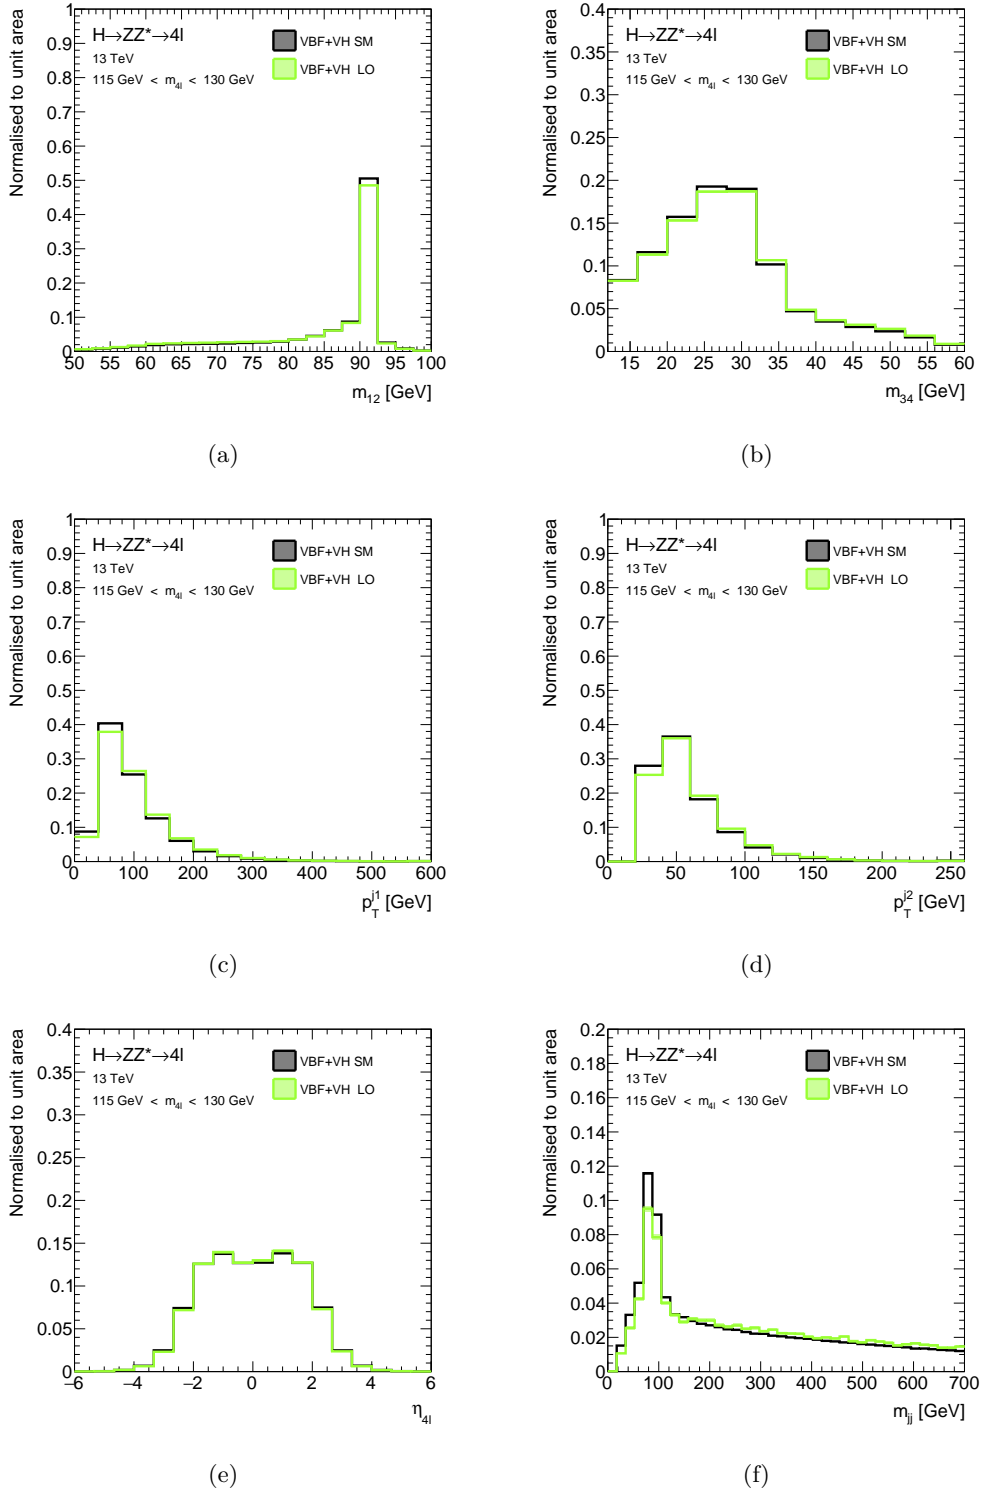 Normalised to unit area
1
0.9
0.8
0.7
0.6
0.5
0.4
0.3
0.2
0.1
0
H→ZZ*→4l
13 TeV
115 GeV < m4l < 130 GeV
VBF+VH SM
VBF+VH LO
50 55 60 65 70 75 80 85 90 95 100
m12 [GeV]
(a)
Normalised to unit area
0.4
0.35
0.3
0.25
0.2
0.15
0.1
0.05
0
H→ZZ*→4l
13 TeV
115 GeV < m4l < 130 GeV
VBF+VH SM
VBF+VH LO
15 20 25 30 35 40 45 50 55 60
m34 [GeV]
(b)
Normalised to unit area
1
0.9
0.8
0.7
0.6
0.5
0.4
0.3
0.2
0.1
0
H→ZZ*→4l
13 TeV
115 GeV < m4l < 130 GeV
VBF+VH SM
VBF+VH LO
0 100 200 300 400 500 600
pTj1 [GeV]
(c)
Normalised to unit area
1
0.9
0.8
0.7
0.6
0.5
0.4
0.3
0.2
0.1
0
H→ZZ*→4l
13 TeV
115 GeV < m4l < 130 GeV
VBF+VH SM
VBF+VH LO
0 50 100 150 200 250
pTj2 [GeV]
(d)
Normalised to unit area
0.4
0.35
0.3
0.25
0.2
0.15
0.1
0.05
0
H→ZZ*→4l
13 TeV
115 GeV < m4l < 130 GeV
VBF+VH SM
VBF+VH LO
−6 −4 −2 0 2 4 6
η4l
(e)
Normalised to unit area
0.2
0.18
0.16
0.14
0.12
0.1
0.08
0.06
0.04
0.02
0
H→ZZ*→4l
13 TeV
115 GeV < m4l < 130 GeV
VBF+VH SM
VBF+VH LO
0 100 200 300 400 500 600 700
mjj [GeV]
(f)